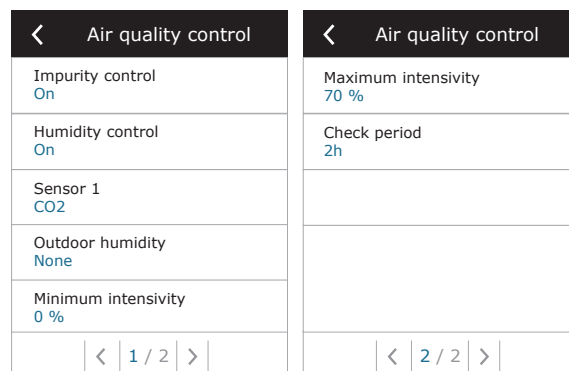 Air quality control
Impurity control
On
Humidity control
On
Sensor 1
CO2
Outdoor humidity
None
Minimum intensivity
0 %
1 / 2
Air quality control
Maximum intensivity
70 %
Check period
2h
2 / 2